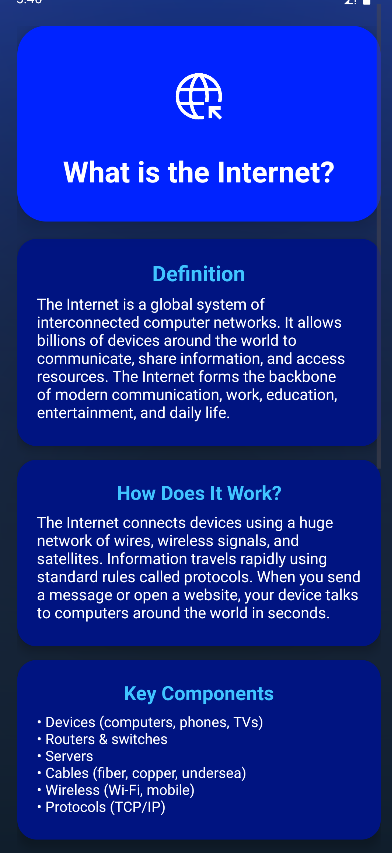 What is the Internet?
Definition
The Internet is a global system of
interconnected computer networks. It allows
billions of devices around the world to
communicate, share information, and access
resources. The Internet forms the backbone
of modern communication, work, education,
entertainment, and daily life.
How Does It Work?
The Internet connects devices using a huge
network of wires, wireless signals, and
satellites. Information travels rapidly using
standard rules called protocols. When you send
a message or open a website, your device talks
to computers around the world in seconds.
Key Components
• Devices (computers, phones, TVs)
• Routers & switches
• Servers
• Cables (fiber, copper, undersea)
• Wireless (Wi-Fi, mobile)
• Protocols (TCP/IP)